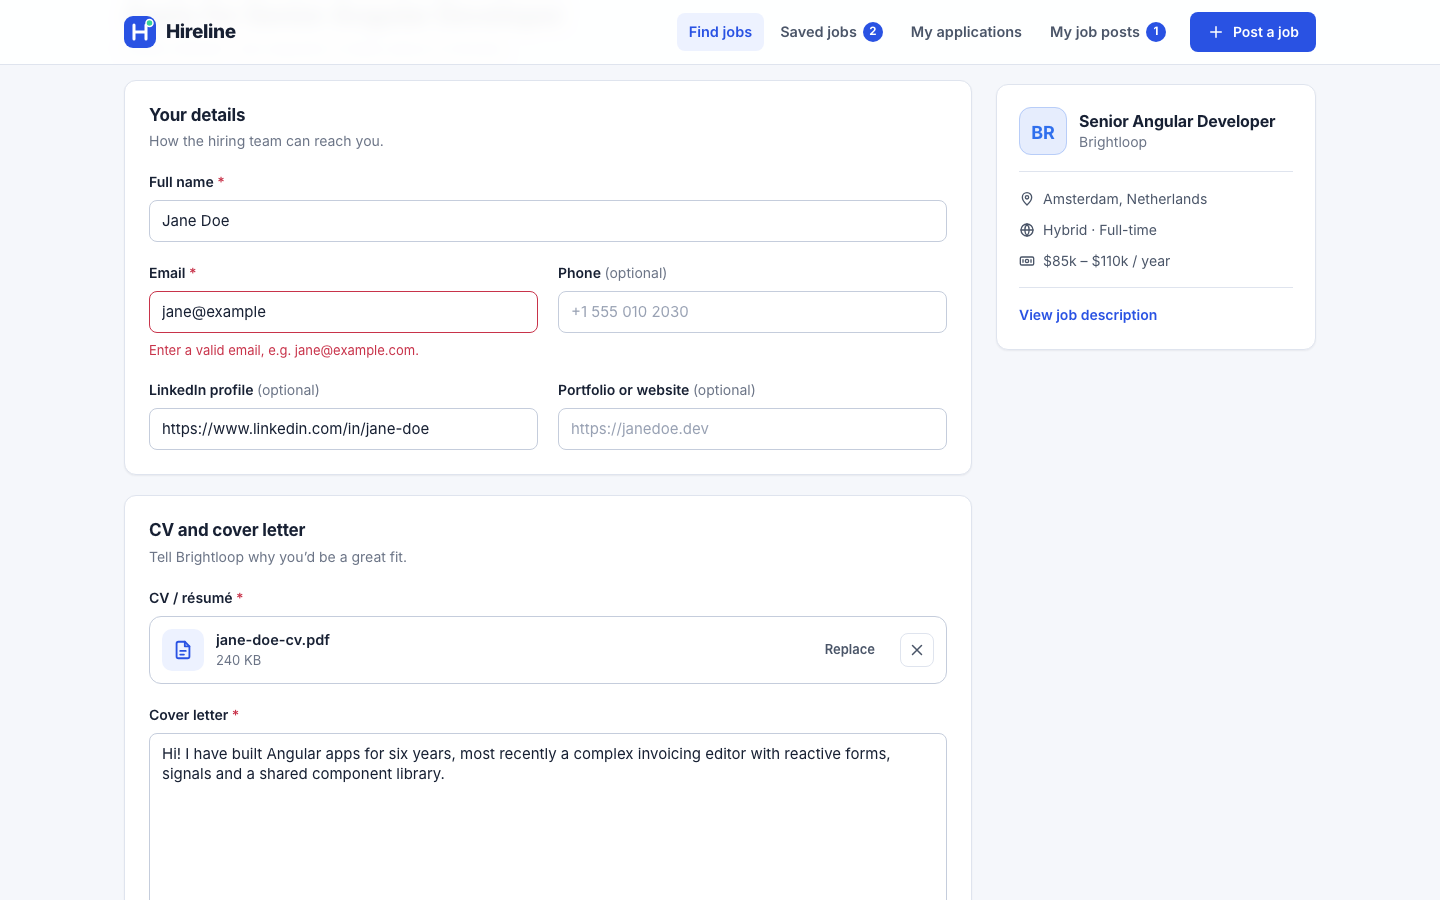 Hireline
Find jobs
Saved jobs 2
My applications
My job posts 1
Post a job
Your details
How the hiring team can reach you.
Full name *
Jane Doe
Email *
jane@example
Enter a valid email, e.g. jane@example.com.
Phone (optional)
+1 555 010 2030
LinkedIn profile (optional)
https://www.linkedin.com/in/jane-doe
Portfolio or website (optional)
https://janedoe.dev
CV and cover letter
Tell Brightloop why you’d be a great fit.
CV / résumé *
jane-doe-cv.pdf
240 KB
Replace
Cover letter *
Hi! I have built Angular apps for six years, most recently a complex invoicing editor with reactive forms,
signals and a shared component library.
BR
Senior Angular Developer
Brightloop
Amsterdam, Netherlands
Hybrid · Full-time
$85k – $110k / year
View job description